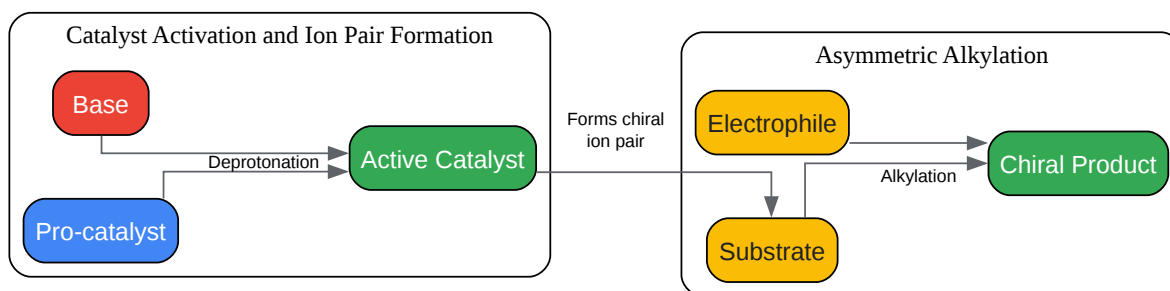 Catalyst Activation and Ion Pair Formation
Base
Deprotonation
Active Catalyst
Pro-catalyst
Forms chiral
ion pair
Asymmetric Alkylation
Electrophile
Alkylation
Chiral Product
Substrate